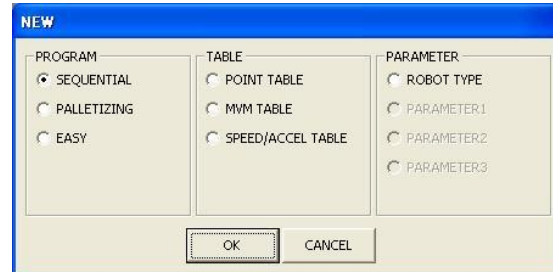 NEW
PROGRAM
SEQUENTIAL
PALLETIZING
EASY
TABLE
POINT TABLE
MVM TABLE
SPEED/ACCEL TABLE
PARAMETER
ROBOT TYPE
PARAMETER1
PARAMETER2
PARAMETER3
OK
CANCEL